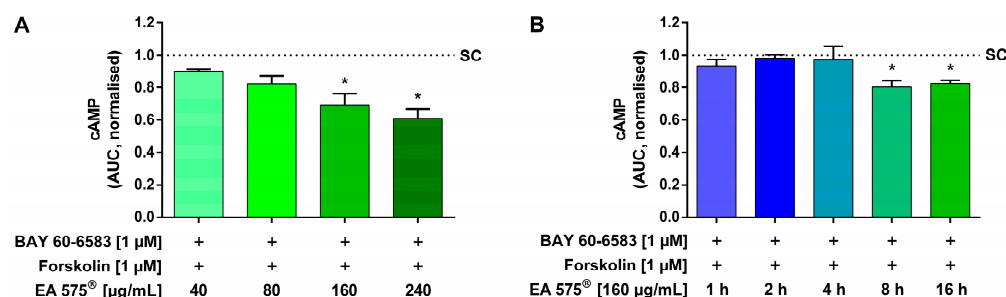 A
1.2
1.0
0.8
0.6
0.4
0.2
0.0
cAMP
(AUC, normalised)
SC
*
*
BAY 60-6583 [1 µM] + + + +
Forskolin [1 µM] + + + +
EA 575® [µg/mL] 40 80 160 240
B
1.2
1.0
0.8
0.6
0.4
0.2
0.0
cAMP
(AUC, normalised)
SC
* *
BAY 60-6583 [1 µM] + + + + +
Forskolin [1 µM] + + + + +
EA 575® [160 µg/mL] 1 h 2 h 4 h 8 h 16 h